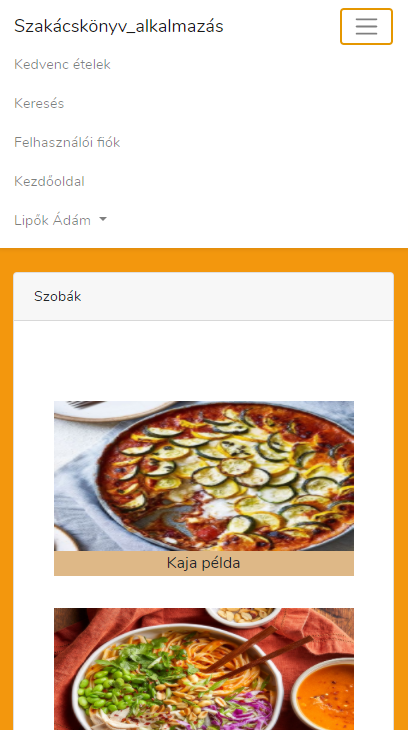 Szakácskönyv_alkalmazás
Kedvenc ételek
Keresés
Felhasználói fiók
Kezdőoldal
Lipők Ádám
Szobák
Kaja példa